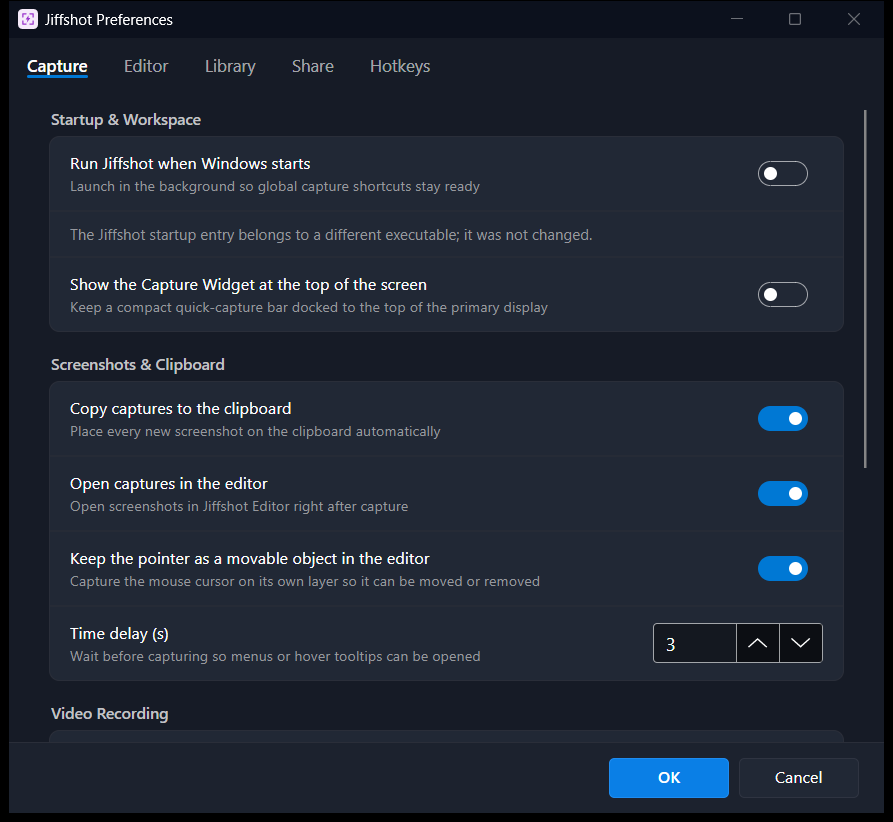 Jiffshot Preferences
Capture
Editor
Library
Share
Hotkeys
Startup & Workspace
Run Jiffshot when Windows starts
Launch in the background so global capture shortcuts stay ready
The Jiffshot startup entry belongs to a different executable; it was not changed.
Show the Capture Widget at the top of the screen
Keep a compact quick-capture bar docked to the top of the primary display
Screenshots & Clipboard
Copy captures to the clipboard
Place every new screenshot on the clipboard automatically
Open captures in the editor
Open screenshots in Jiffshot Editor right after capture
Keep the pointer as a movable object in the editor
Capture the mouse cursor on its own layer so it can be moved or removed
Time delay (s)
3
Wait before capturing so menus or hover tooltips can be opened
Video Recording
OK
Cancel